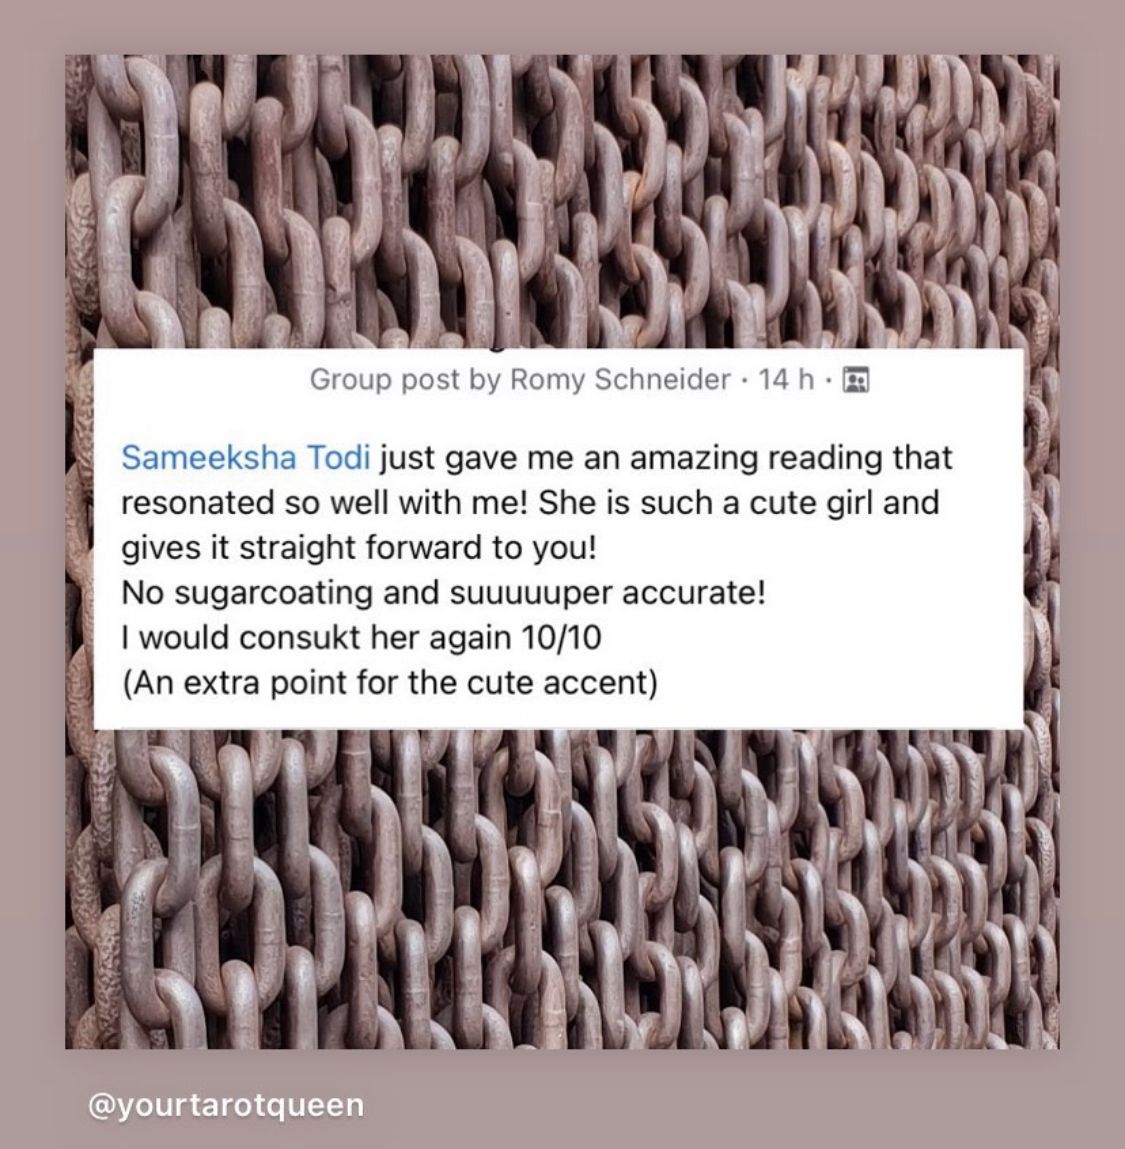 Group post by Romy Schneider · 14 h ·
Sameeksha Todi just gave me an amazing reading that
resonated so well with me! She is such a cute girl and
gives it straight forward to you!
No sugarcoating and suuuuuper accurate!
I would consukt her again 10/10
(An extra point for the cute accent)
@yourtarotqueen